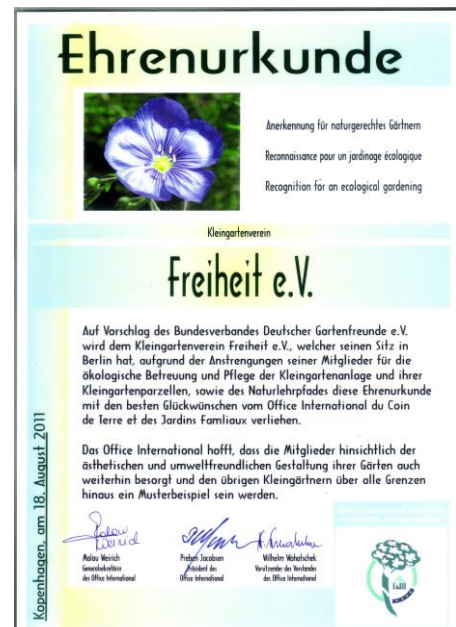 Ehrenurkunde
Anerkennung für naturgerechtes Gärtnern
Reconnaissance pour un jardinage écologique
Recognition for an ecological gardening
Kleingartenverein
Freiheit e.V.
Auf Vorschlag des Bundesverbandes Deutscher Gartenfreunde e.V.
wird dem Kleingartenverein Freiheit e.V., welcher seinen Sitz in
Berlin hat, aufgrund der Anstrengungen seiner Mitglieder für die
ökologische Betreuung und Pflege der Kleingartenanlage und ihrer
Kleingartenparzellen, sowie des Naturlehrpfades diese Ehrenurkunde
mit den besten Glückwünschen vom Office International du Coin
de Terre et des Jardins Famliaux verliehen.
Das Office International hofft, dass die Mitglieder hinsichtlich der
ästhetischen und umweltfreundlichen Gestaltung ihrer Gärten auch
weiterhin besorgt und den übrigen Kleingärtnern über alle Grenzen
hinaus ein Musterbeispiel sein werden.
Malou Weirich
Generalsekretärin
des Office International
Preben Jacobsen
Präsident des
Office International
Wilhelm Wohatschek
Vorsitzender des Vorstandes
des Office International
Kopenhagen, am 18. August 2011